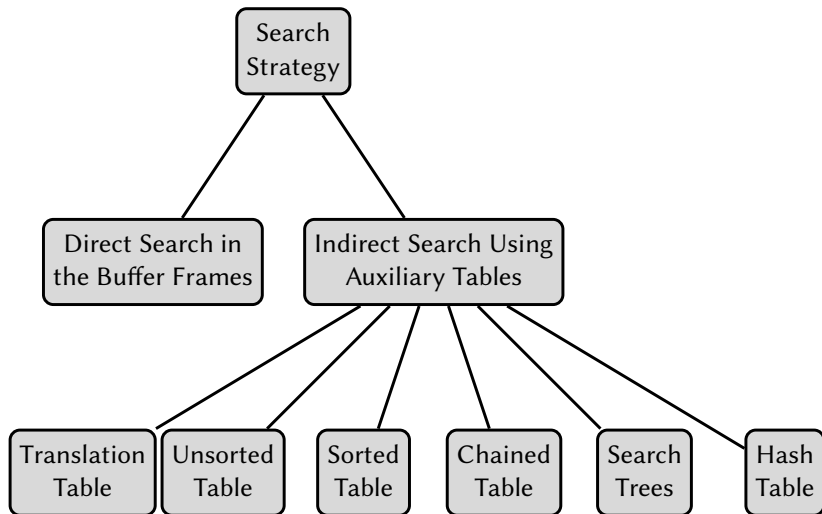 Search
Strategy
Direct Search in
the Buffer Frames
Indirect Search Using
Auxiliary Tables
Translation
Table
Unsorted
Table
Sorted
Table
Chained
Table
Search
Trees
Hash
Table